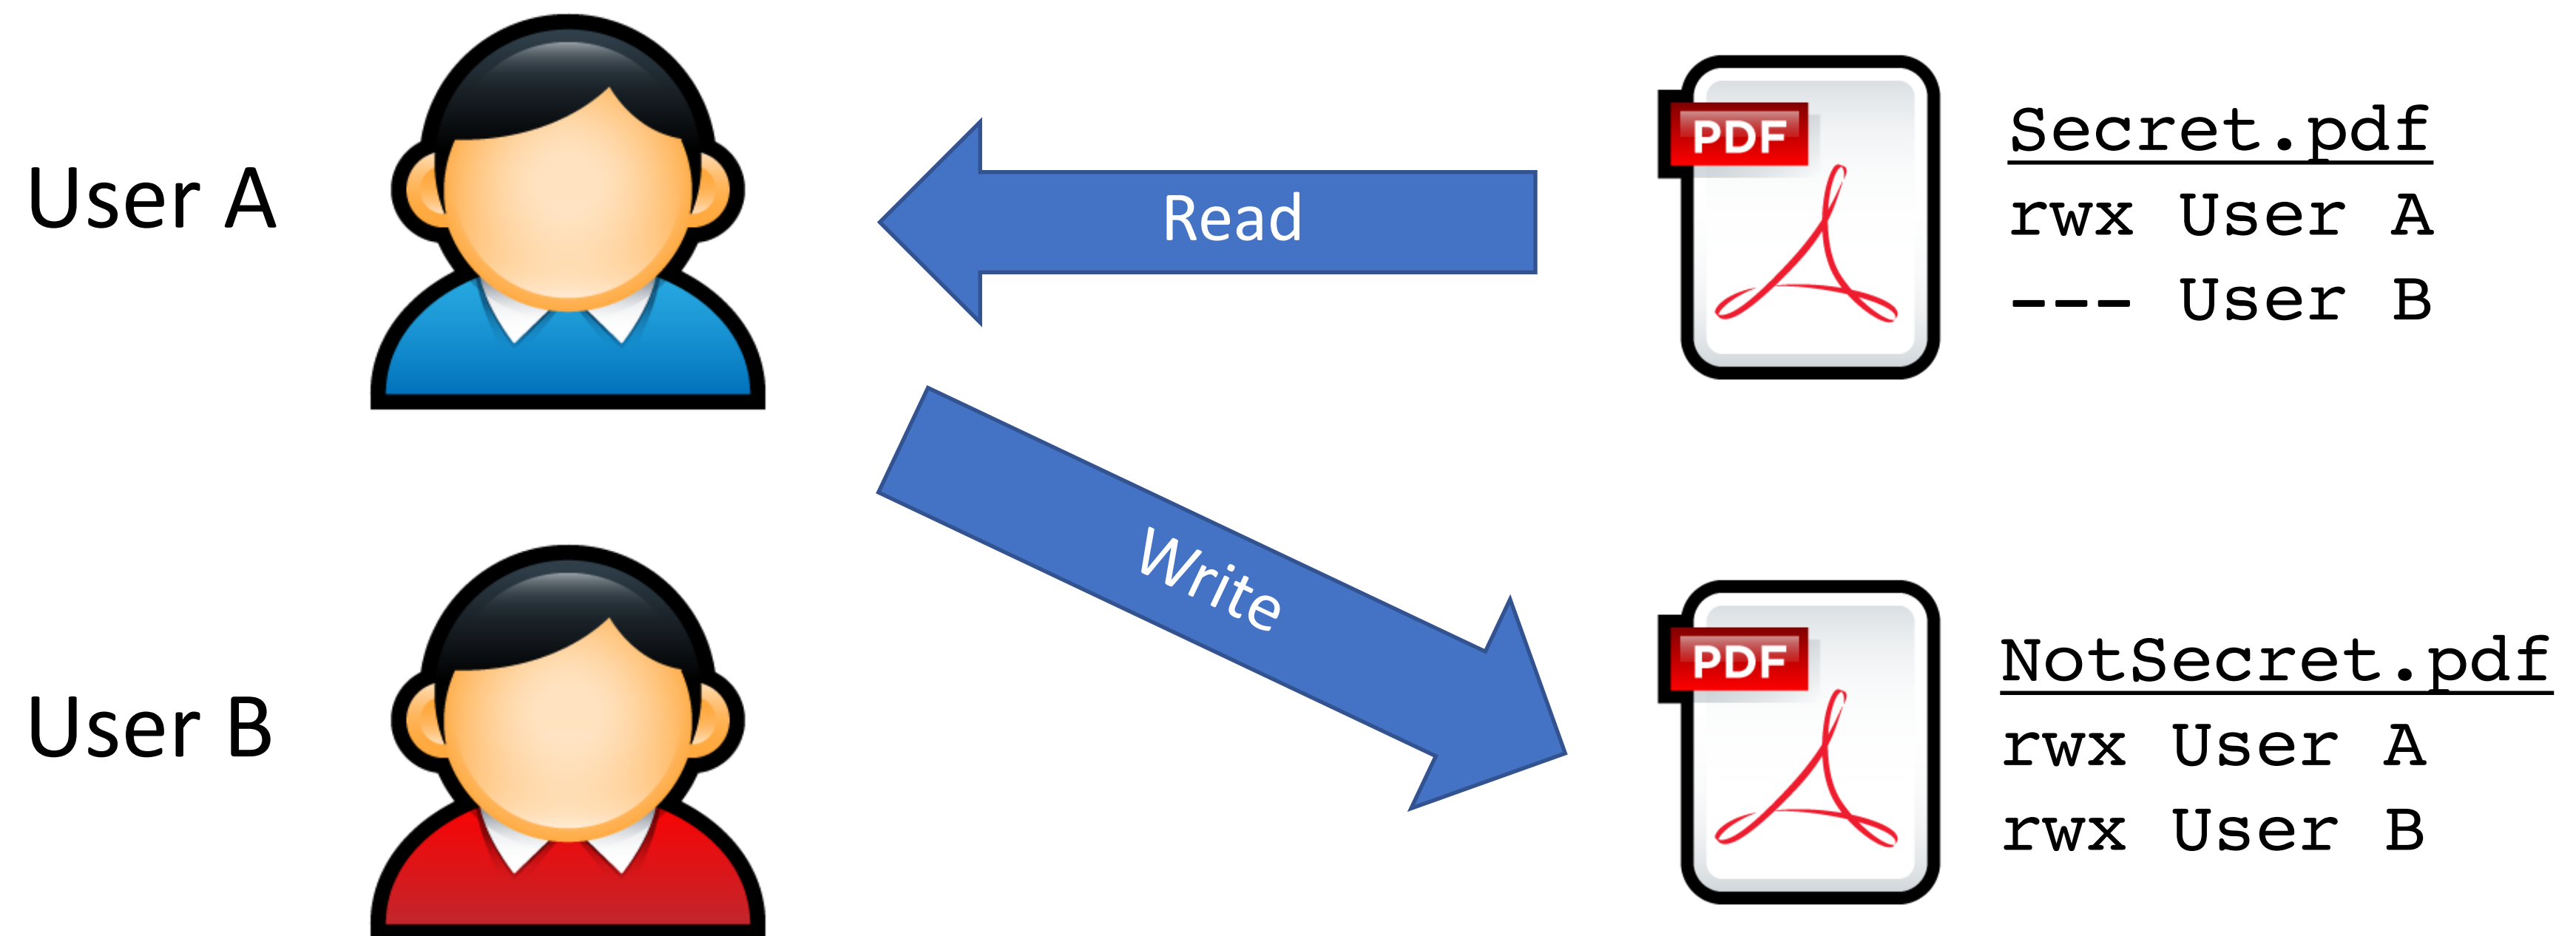 User A
Read
PDF
Secret.pdf
rwx User A
--- User B
Write
User B
PDF
NotSecret.pdf
rwx User A
rwx User B